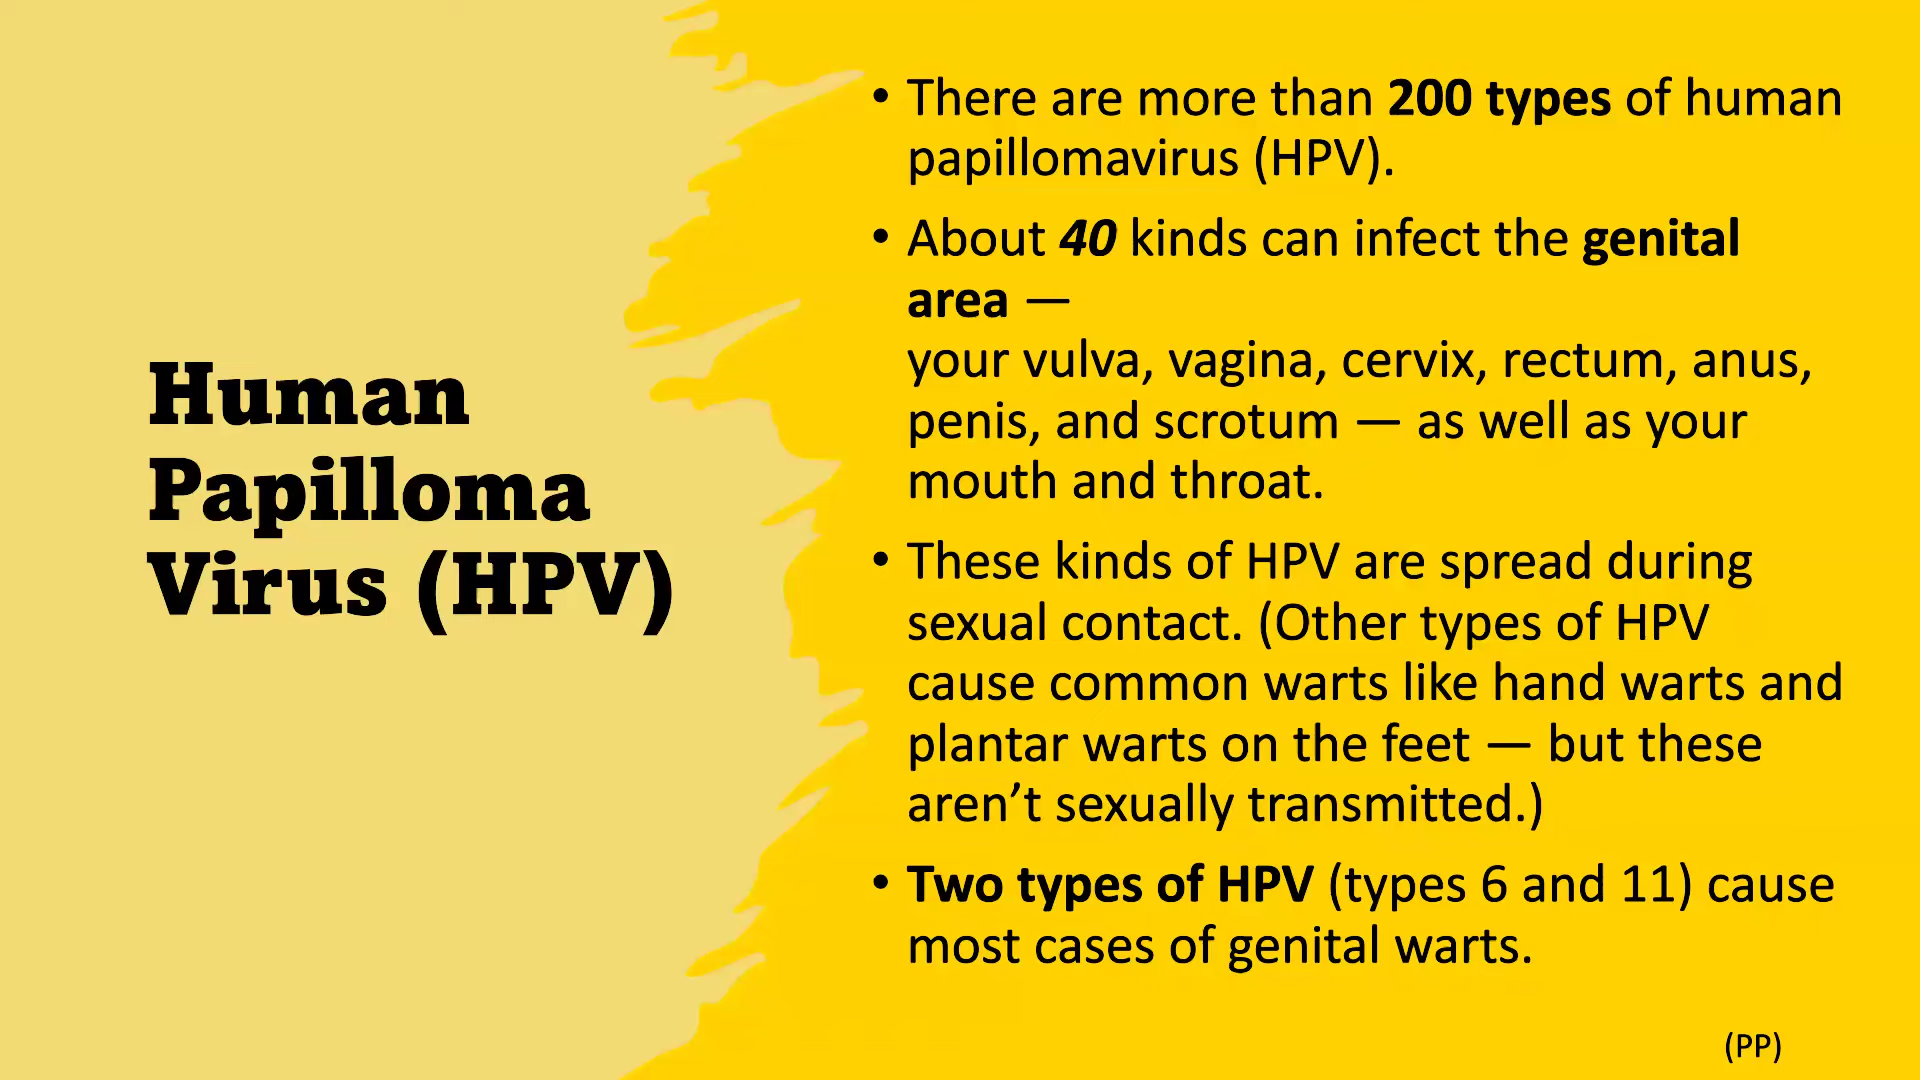 Human
Papilloma
Virus (HPV)
• There are more than 200 types of human
papillomavirus (HPV).
• About 40 kinds can infect the genital
area —
your vulva, vagina, cervix, rectum, anus,
penis, and scrotum — as well as your
mouth and throat.
• These kinds of HPV are spread during
sexual contact. (Other types of HPV
cause common warts like hand warts and
plantar warts on the feet — but these
aren’t sexually transmitted.)
• Two types of HPV (types 6 and 11) cause
most cases of genital warts.
(PP)